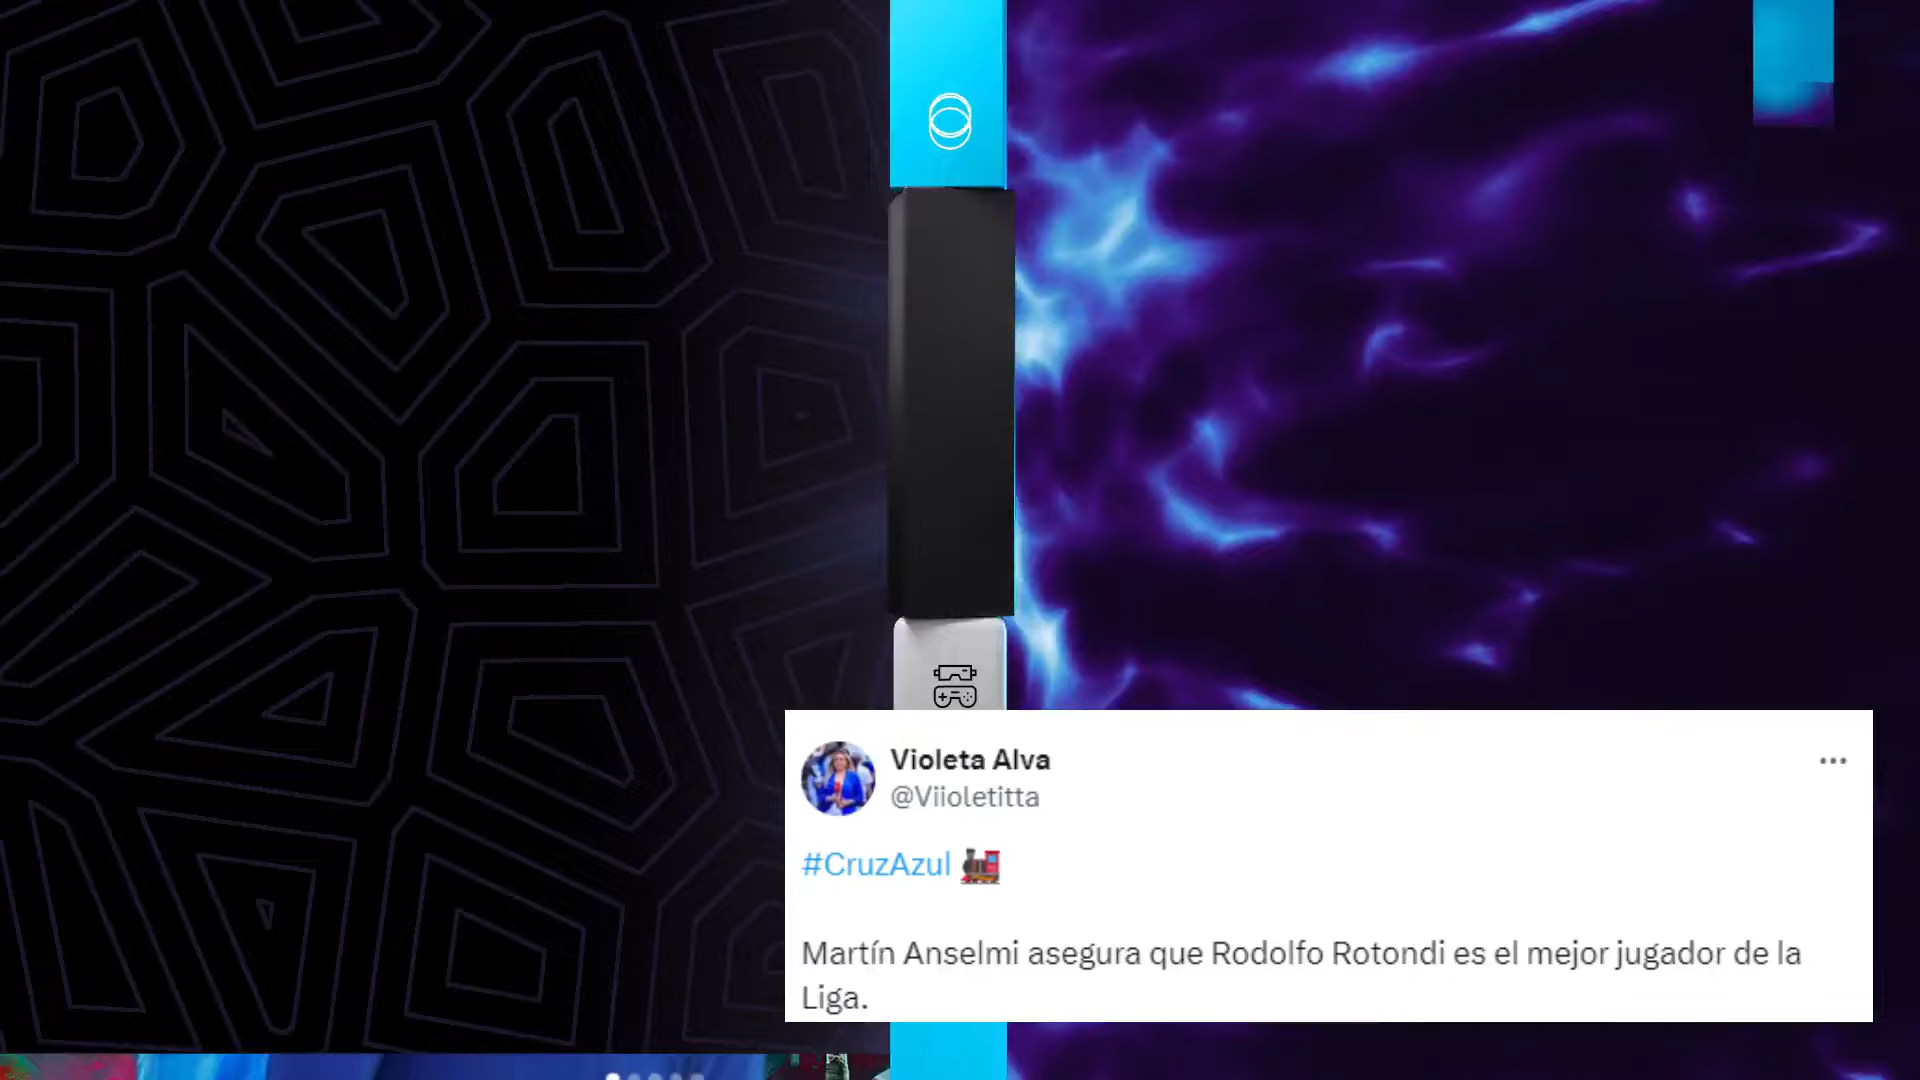 Violeta Alva
@Viioletitta
#CruzAzul
Martín Anselmi asegura que Rodolfo Rotondi es el mejor jugador de la
Liga.